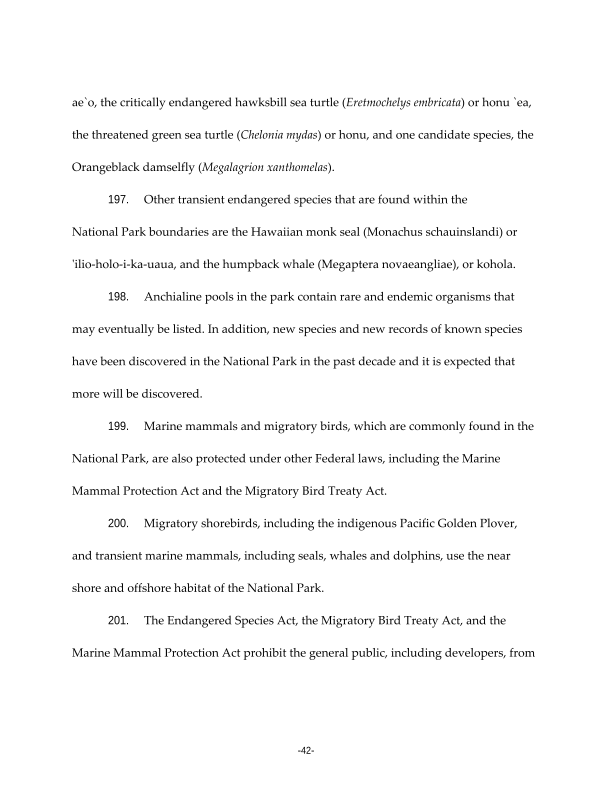 ae`o, the critically endangered hawksbill sea turtle (Eretmochelys embricata) or honu `ea,
the threatened green sea turtle (Chelonia mydas) or honu, and one candidate species, the
Orangeblack damselfly (Megalagrion xanthomelas).
197. Other transient endangered species that are found within the
National Park boundaries are the Hawaiian monk seal (Monachus schauinslandi) or
'ilio-holo-i-ka-uaua, and the humpback whale (Megaptera novaeangliae), or kohola.
198. Anchialine pools in the park contain rare and endemic organisms that
may eventually be listed. In addition, new species and new records of known species
have been discovered in the National Park in the past decade and it is expected that
more will be discovered.
199. Marine mammals and migratory birds, which are commonly found in the
National Park, are also protected under other Federal laws, including the Marine
Mammal Protection Act and the Migratory Bird Treaty Act.
200. Migratory shorebirds, including the indigenous Pacific Golden Plover,
and transient marine mammals, including seals, whales and dolphins, use the near
shore and offshore habitat of the National Park.
201. The Endangered Species Act, the Migratory Bird Treaty Act, and the
Marine Mammal Protection Act prohibit the general public, including developers, from
-42-